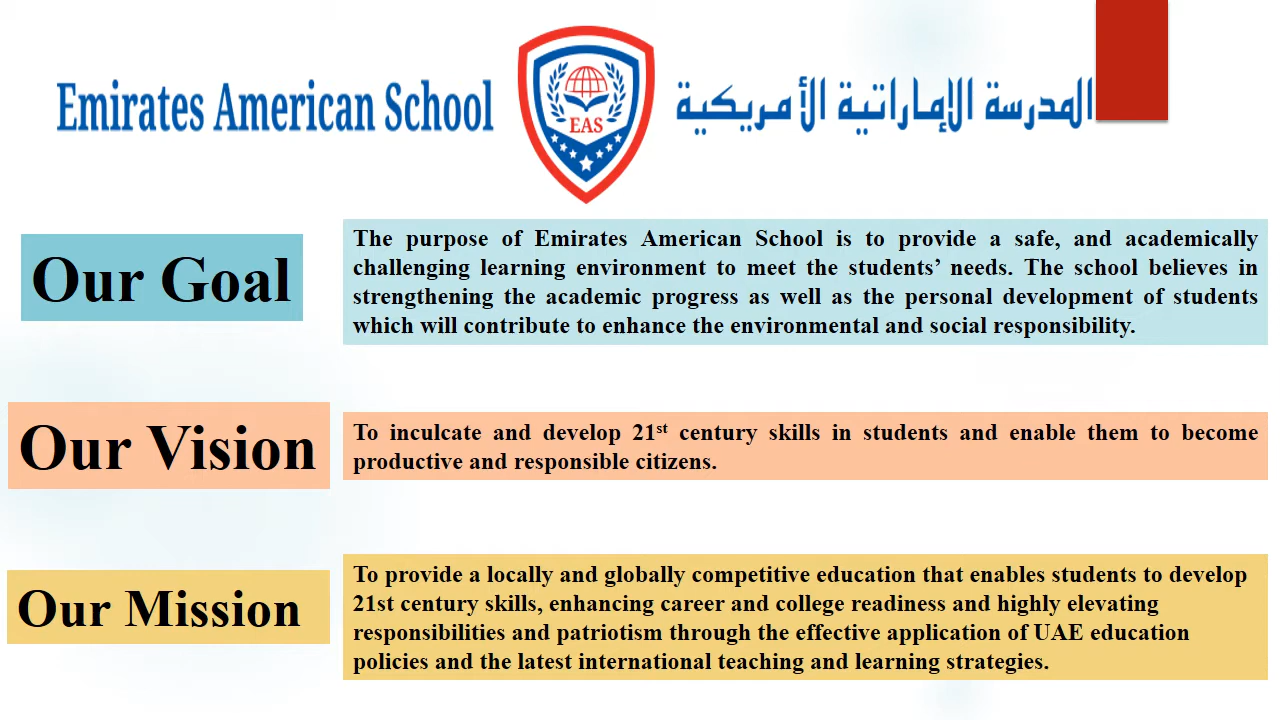 Emirates American School
EAS
المدرسة الإماراتية الأمريكية
Our Goal
The purpose of Emirates American School is to provide a safe, and academically
challenging learning environment to meet the students’ needs. The school believes in
strengthening the academic progress as well as the personal development of students
which will contribute to enhance the environmental and social responsibility.
Our Vision
To inculcate and develop 21st century skills in students and enable them to become
productive and responsible citizens.
Our Mission
To provide a locally and globally competitive education that enables students to develop
21st century skills, enhancing career and college readiness and highly elevating
responsibilities and patriotism through the effective application of UAE education
policies and the latest international teaching and learning strategies.